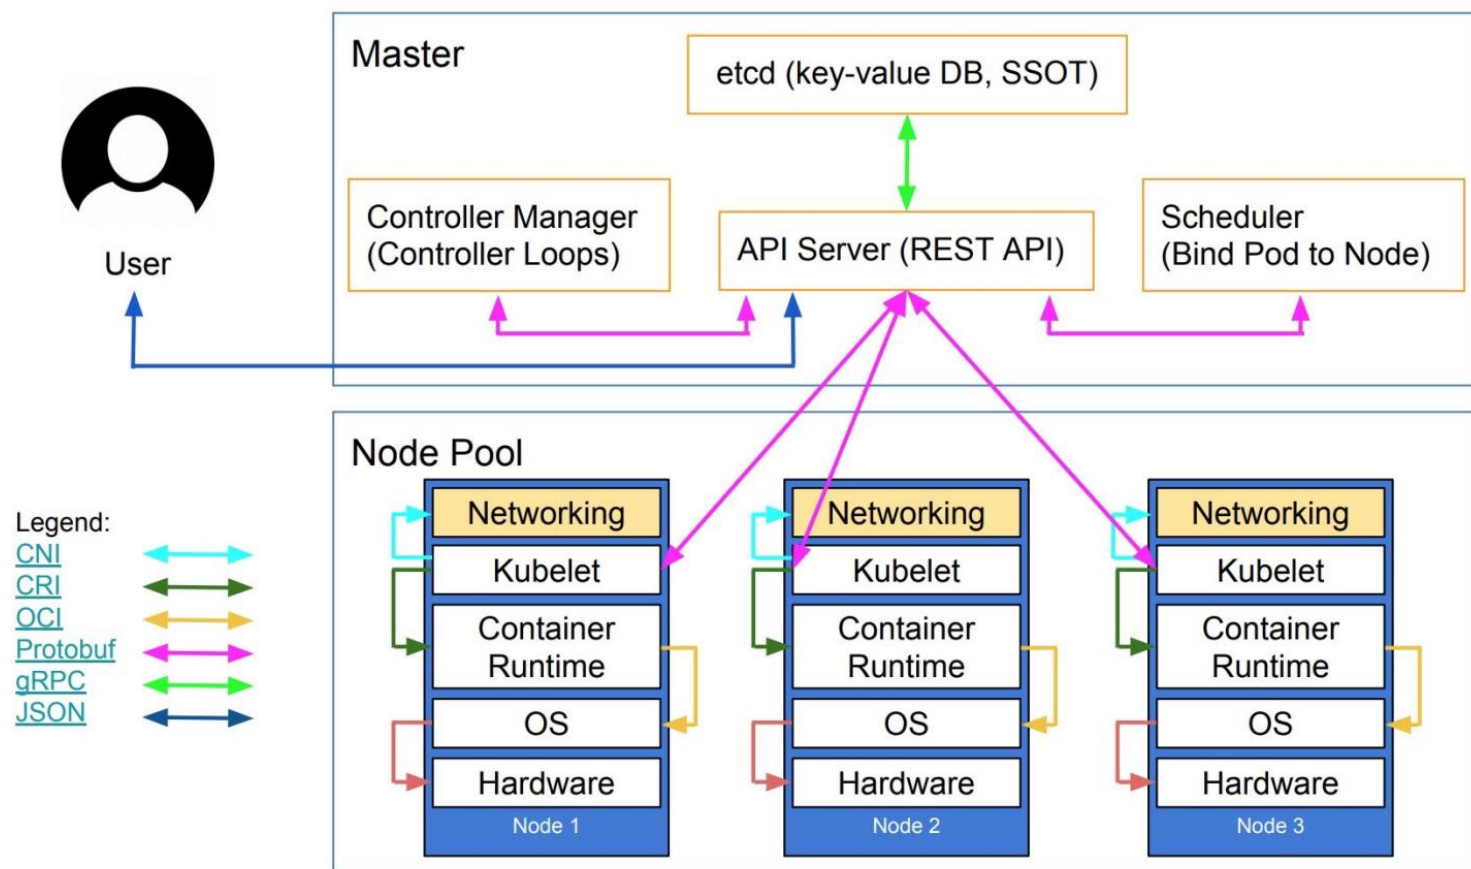 Master
etcd (key-value DB, SSOT)
Controller Manager
(Controller Loops)
API Server (REST API)
Scheduler
(Bind Pod to Node)
User
Node Pool
Networking
Kubelet
Container
Runtime
OS
Hardware
Node 1
Networking
Kubelet
Container
Runtime
OS
Hardware
Node 2
Networking
Kubelet
Container
Runtime
OS
Hardware
Node 3
Legend:
CNI
CRI
OCI
Protobuf
gRPC
JSON